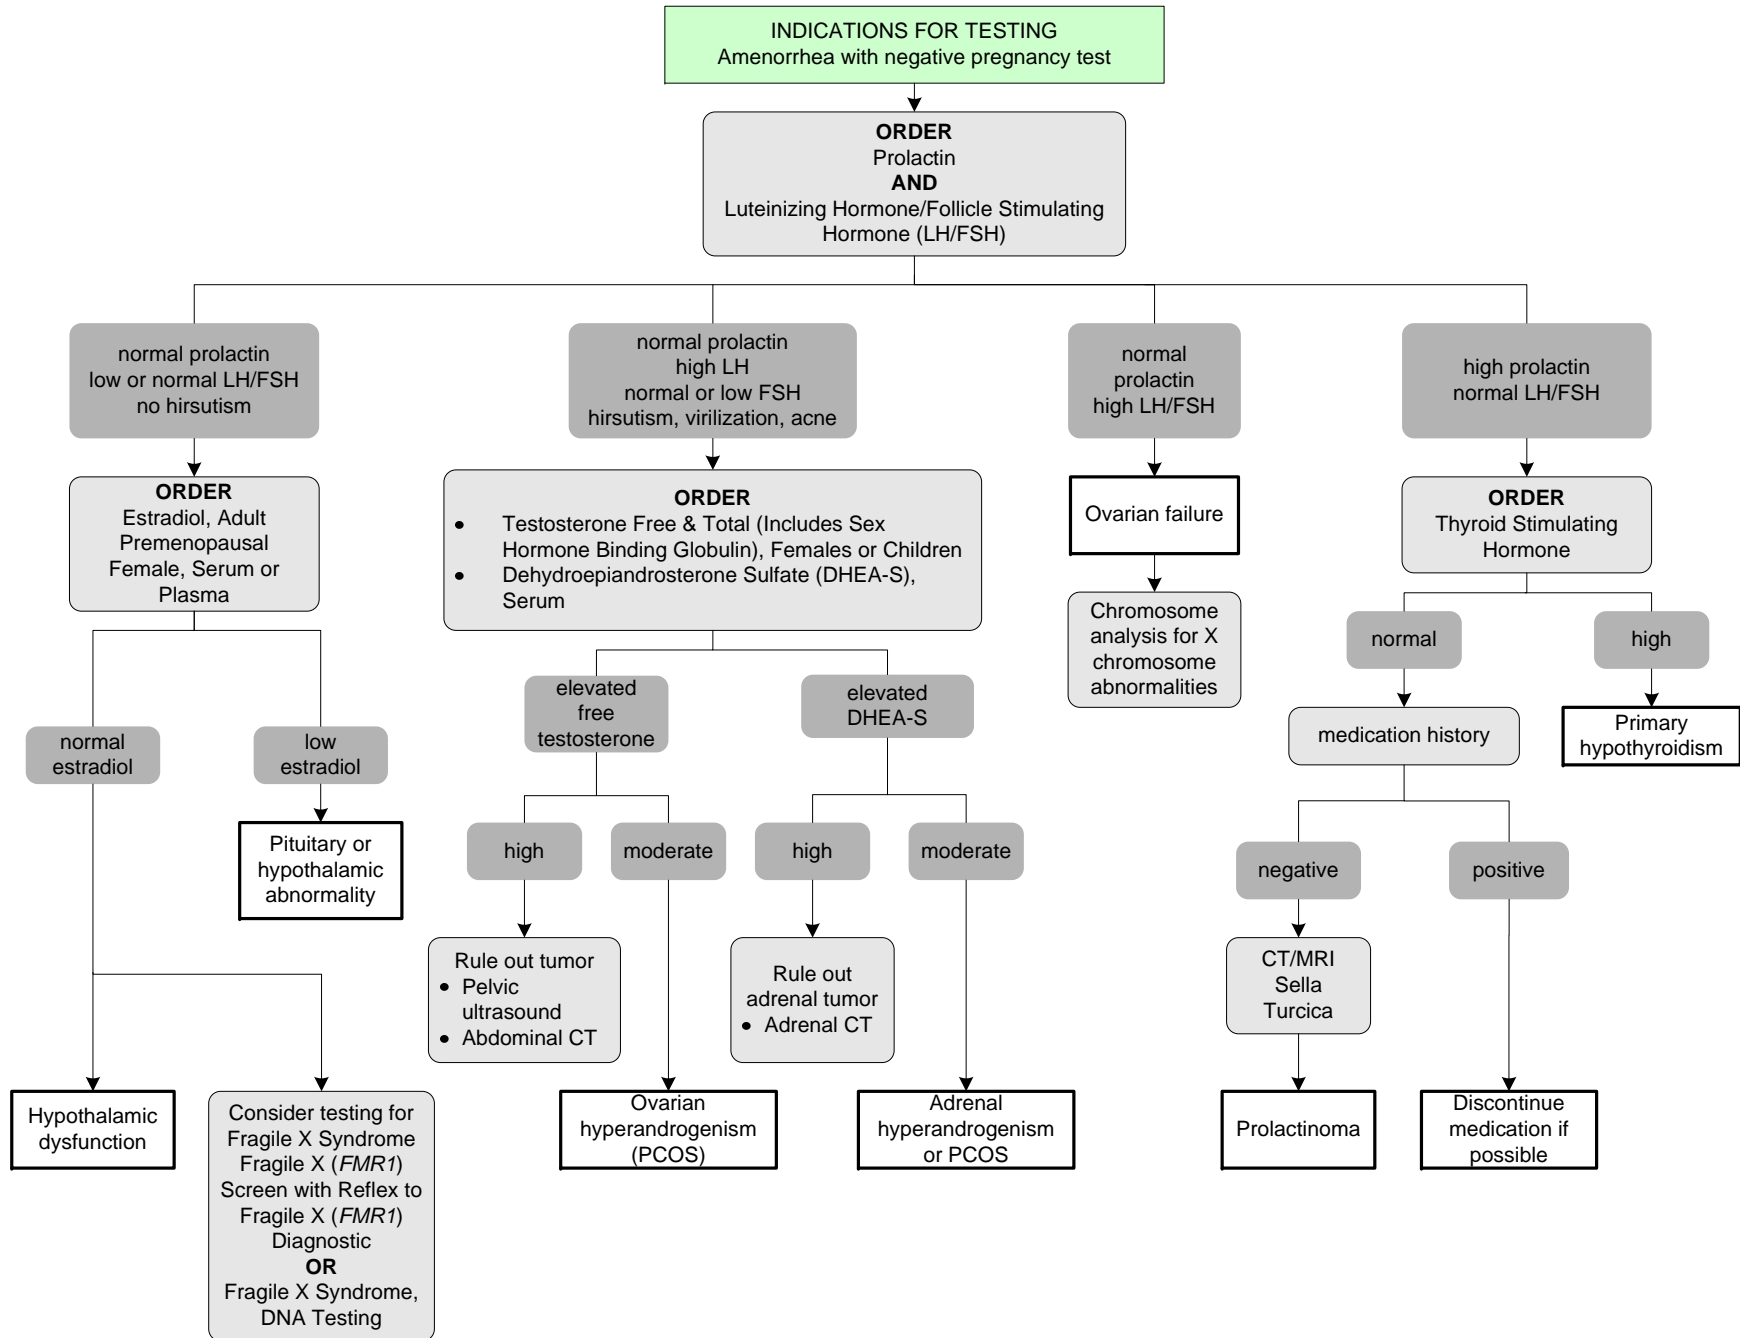 INDICATIONS FOR TESTING
Amenorrhea with negative pregnancy test
ORDER
Prolactin
AND
Luteinizing Hormone/Follicle Stimulating
Hormone (LH/FSH)
normal prolactin
low or normal LH/FSH
no hirsutism
normal prolactin
high LH
normal or low FSH
hirsutism, virilization, acne
normal
prolactin
high LH/FSH
high prolactin
normal LH/FSH
ORDER
Estradiol, Adult
Premenopausal
Female, Serum or
Plasma
ORDER
• Testosterone Free & Total (Includes Sex
Hormone Binding Globulin), Females or Children
• Dehydroepiandrosterone Sulfate (DHEA-S),
Serum
Ovarian failure
ORDER
Thyroid Stimulating
Hormone
Chromosome
analysis for X
chromosome
abnormalities
normal
high
elevated
free
testosterone
elevated
DHEA-S
medication history
Primary
hypothyroidism
normal
estradiol
low
estradiol
Pituitary or
hypothalamic
abnormality
high
moderate
high
moderate
negative
positive
Rule out tumor
• Pelvic
ultrasound
• Abdominal CT
Rule out
adrenal tumor
• Adrenal CT
CT/MRI
Sella
Turcica
Hypothalamic
dysfunction
Consider testing for
Fragile X Syndrome
Fragile X (FMR1)
Screen with Reflex to
Fragile X (FMR1)
Diagnostic
OR
Fragile X Syndrome,
DNA Testing
Ovarian
hyperandrogenism
(PCOS)
Adrenal
hyperandrogenism
or PCOS
Prolactinoma
Discontinue
medication if
possible